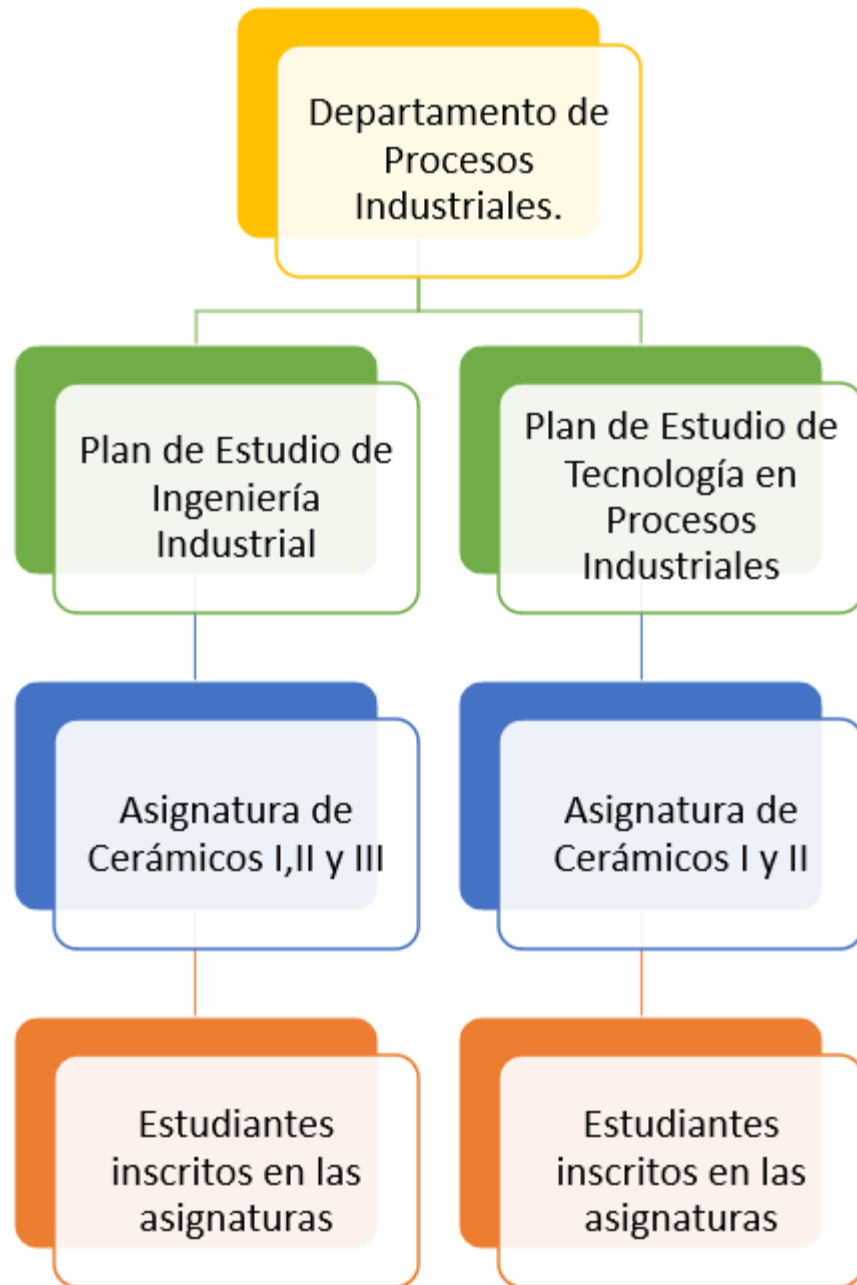 Departamento de
Procesos
Industriales.
Plan de Estudio de
Ingeniería
Industrial
Plan de Estudio de
Tecnología en
Procesos
Industriales
Asignatura de
Cerámicos I,II y III
Asignatura de
Cerámicos I y II
Estudiantes
inscritos en las
asignaturas
Estudiantes
inscritos en las
asignaturas